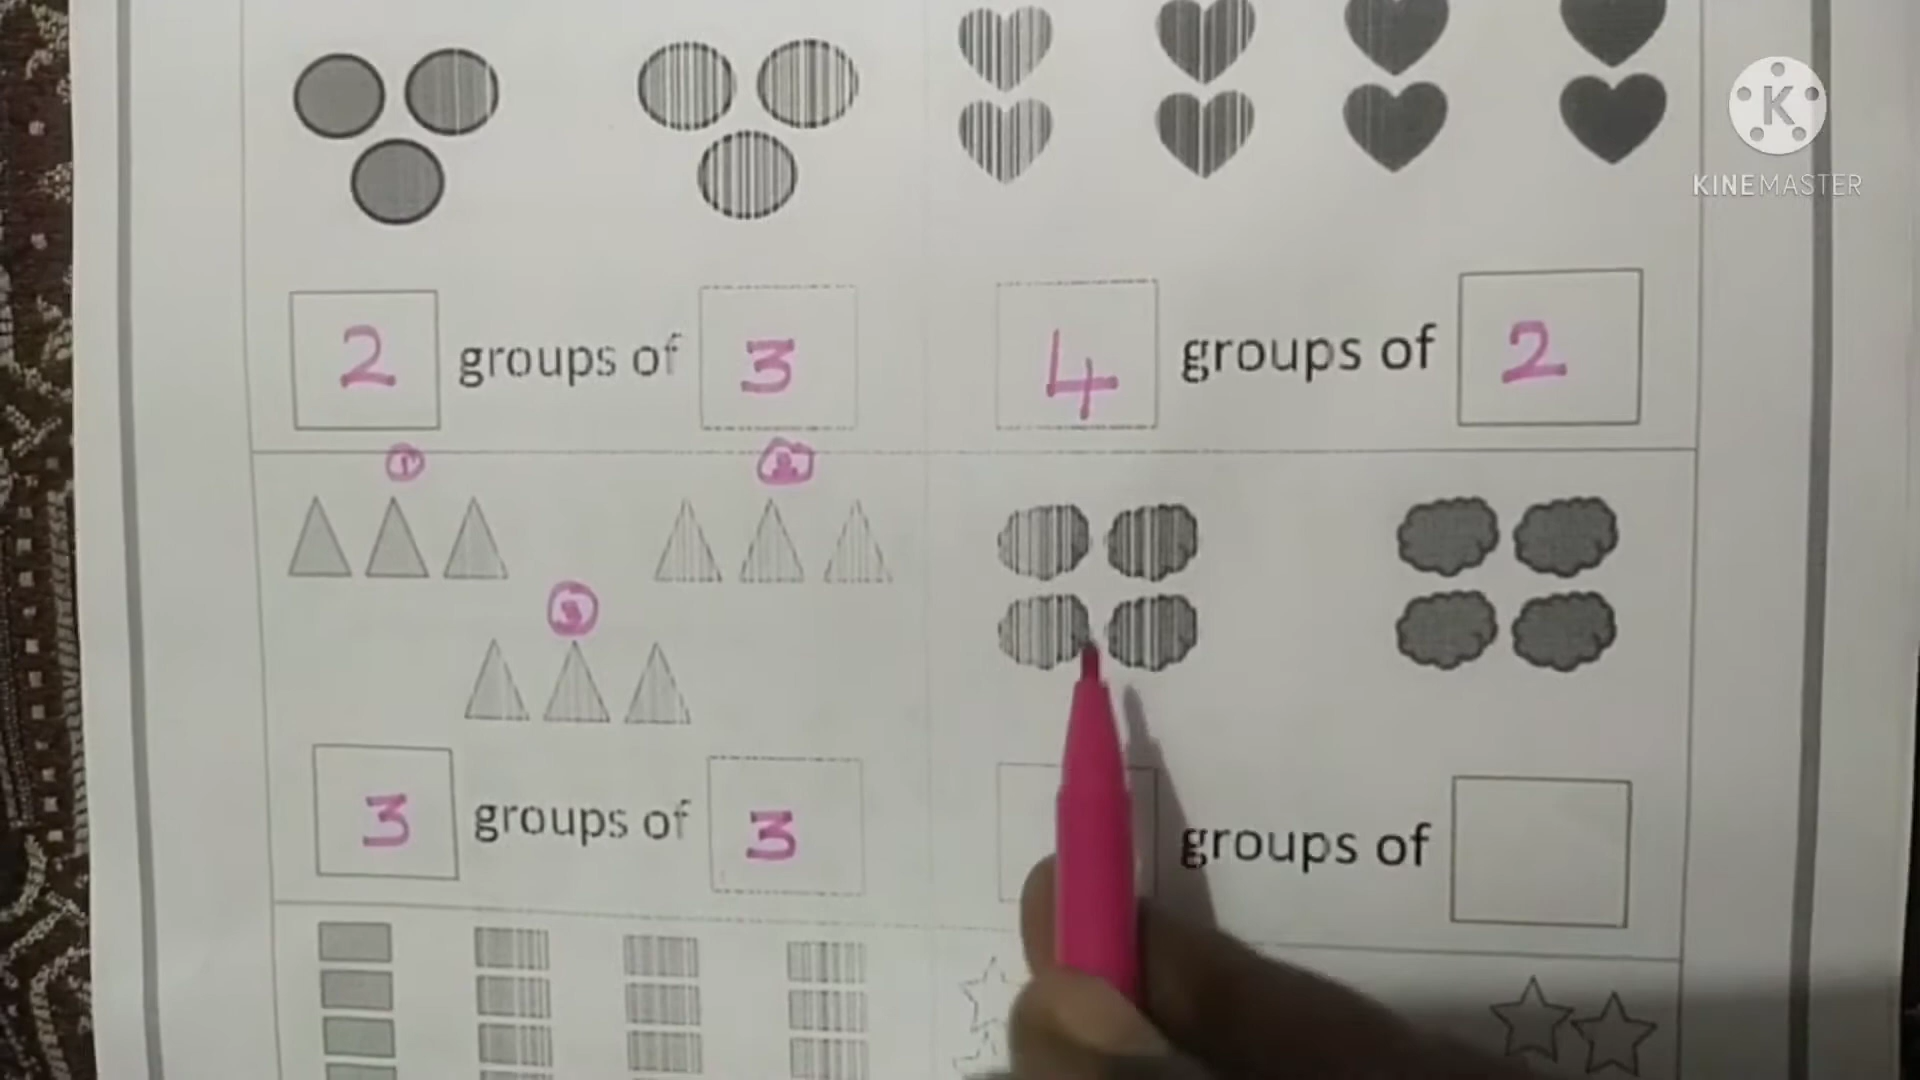 KINEMASTER
2 groups of 3
4 groups of 2
1 2
3
3 groups of 3
groups of